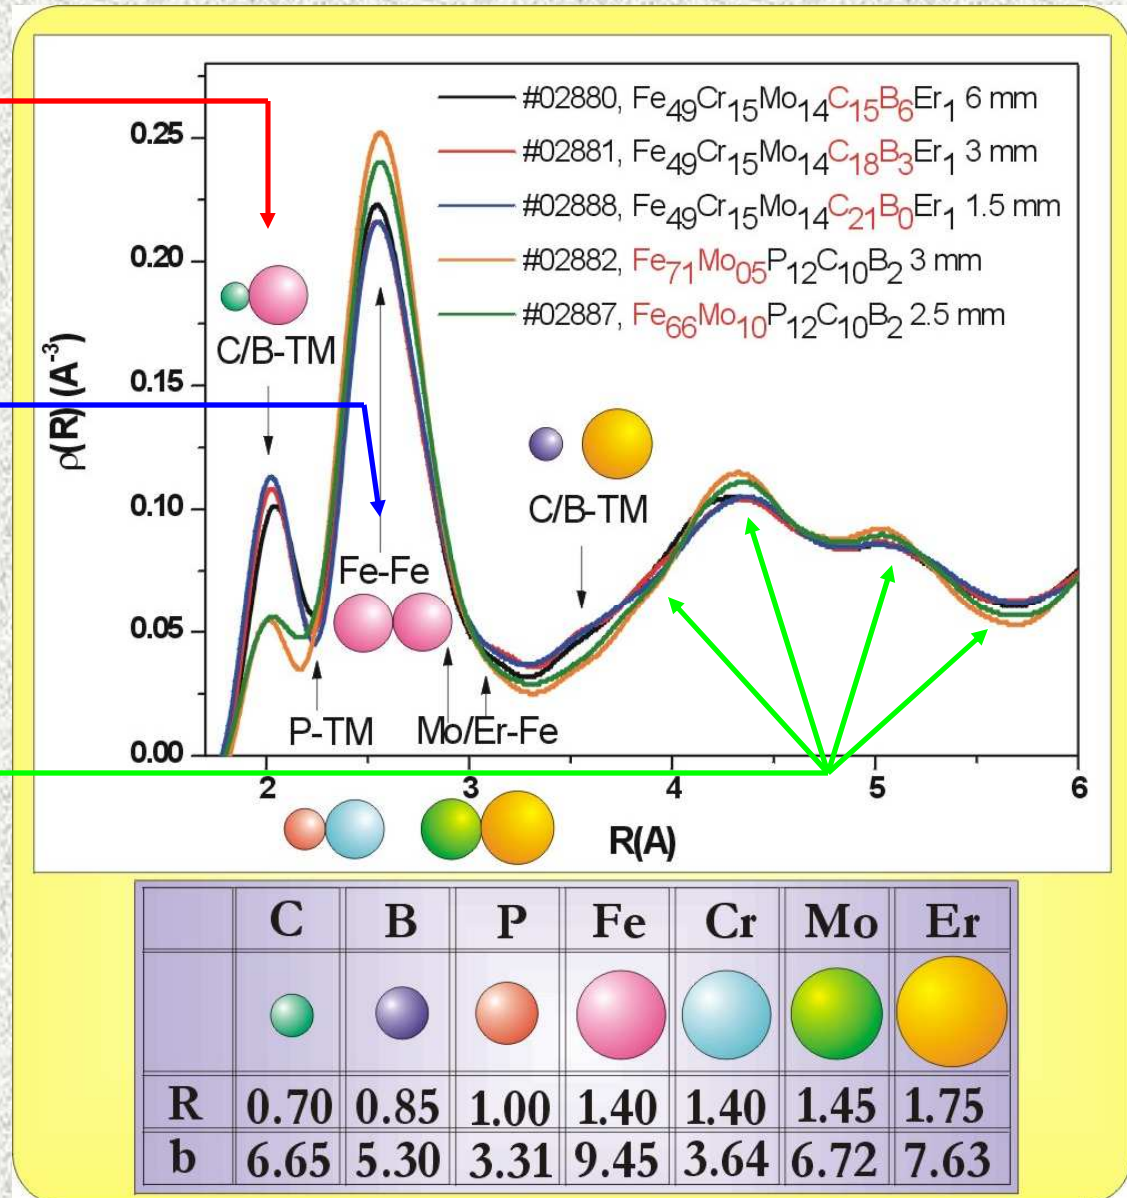 #02880, Fe49Cr15Mo14C15B6Er1 6 mm
#02881, Fe49Cr15Mo14C18B3Er1 3 mm
#02888, Fe49Cr15Mo14C21B0Er1 1.5 mm
#02882, Fe71Mo05P12C10B2 3 mm
#02887, Fe66Mo10P12C10B2 2.5 mm
ρ(R) (A⁻³)
0.25
0.20
0.15
0.10
0.05
0.00
C/B-TM
C/B-TM
Fe-Fe
P-TM Mo/Er-Fe
2 3 4 5 6
R(A)
C B P Fe Cr Mo Er
R 0.70 0.85 1.00 1.40 1.40 1.45 1.75
b 6.65 5.30 3.31 9.45 3.64 6.72 7.63